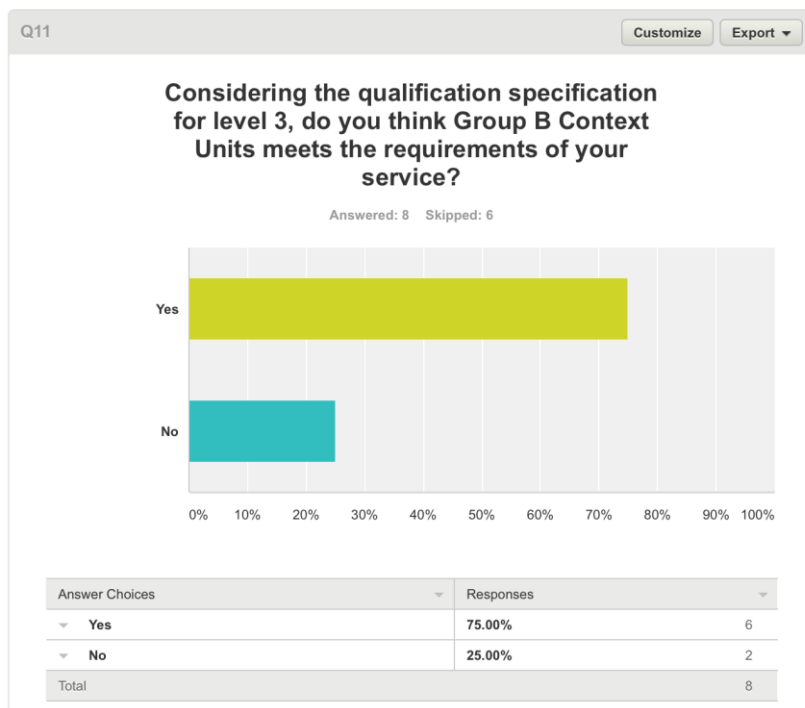 Q11
Customize
Export
Considering the qualification specification
for level 3, do you think Group B Context
Units meets the requirements of your
service?
Answered: 8 Skipped: 6
Yes
No
0% 10% 20% 30% 40% 50% 60% 70% 80% 90% 100%
Answer Choices Responses
Yes 75.00% 6
No 25.00% 2
Total 8